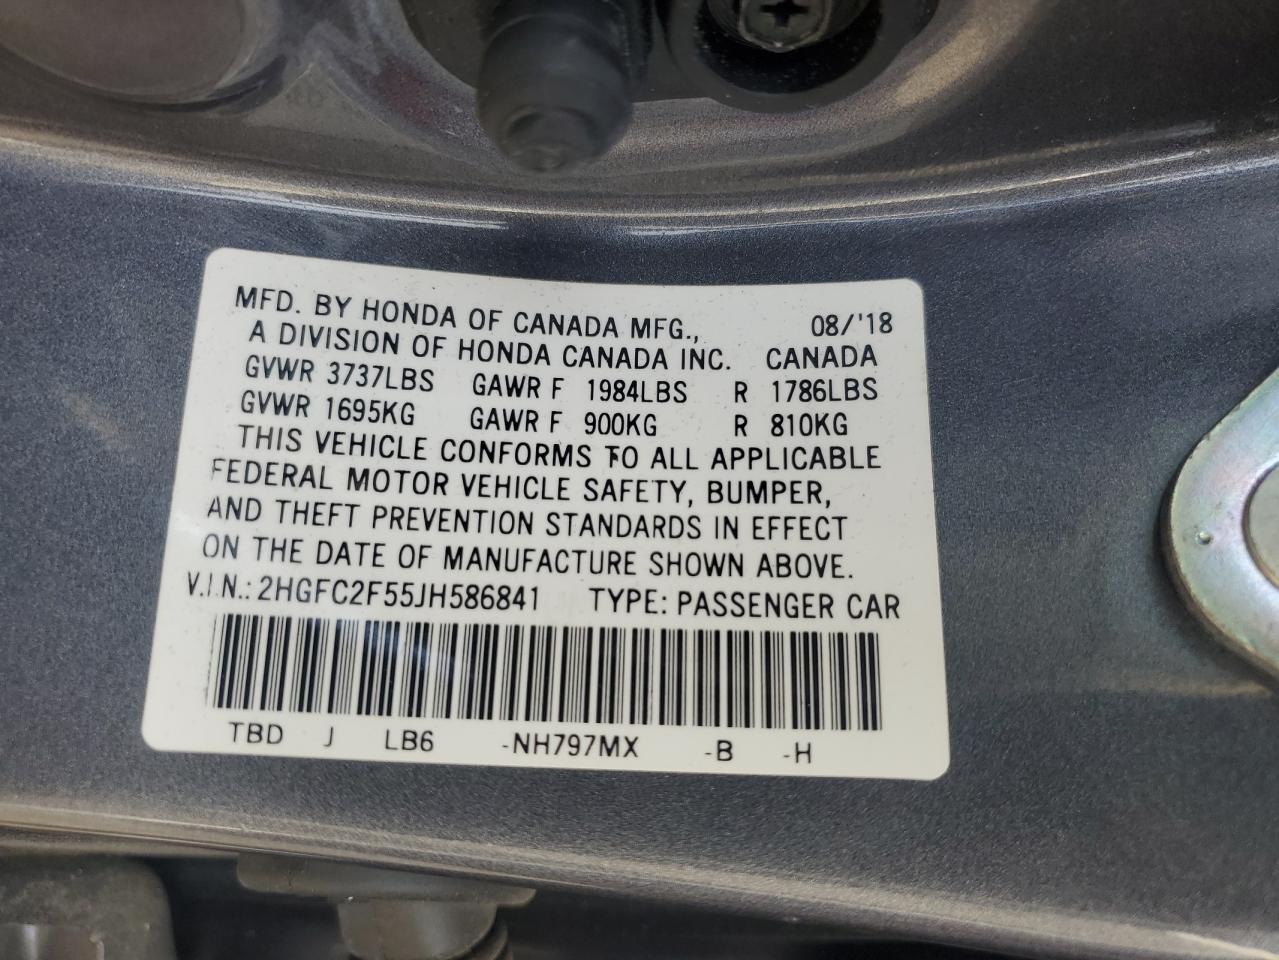 MFD. BY HONDA OF CANADA MFG., 08/'18
A DIVISION OF HONDA CANADA INC. CANADA
GVWR 3737LBS GAWR F 1984LBS R 1786LBS
GVWR 1695KG GAWR F 900KG R 810KG
THIS VEHICLE CONFORMS TO ALL APPLICABLE
FEDERAL MOTOR VEHICLE SAFETY, BUMPER,
AND THEFT PREVENTION STANDARDS IN EFFECT
ON THE DATE OF MANUFACTURE SHOWN ABOVE.
V.I.N.: 2HGFC2F55JH586841 TYPE: PASSENGER CAR
TBD J LB6 -NH797MX -B -H